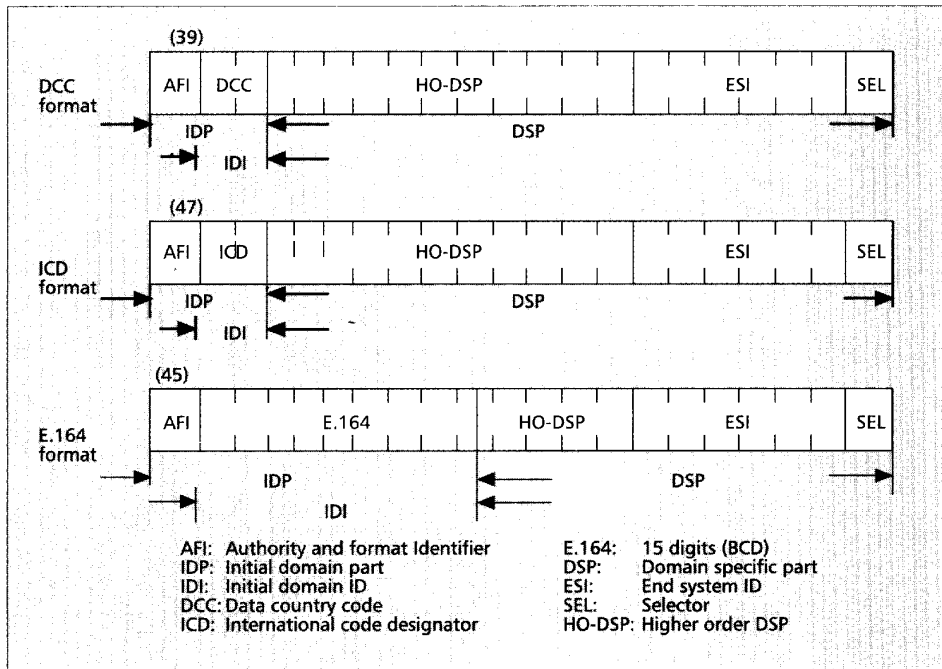 (39)
DCC format
AFI DCC HO-DSP ESI SEL
IDP DSP
IDI
(47)
ICD format
AFI ICD HO-DSP ESI SEL
IDP DSP
IDI
(45)
E.164 format
AFI E.164 HO-DSP ESI SEL
IDP DSP
IDI
AFI: Authority and format Identifier
IDP: Initial domain part
IDI: Initial domain ID
DCC: Data country code
ICD: International code designator
E.164: 15 digits (BCD)
DSP: Domain specific part
ESI: End system ID
SEL: Selector
HO-DSP: Higher order DSP